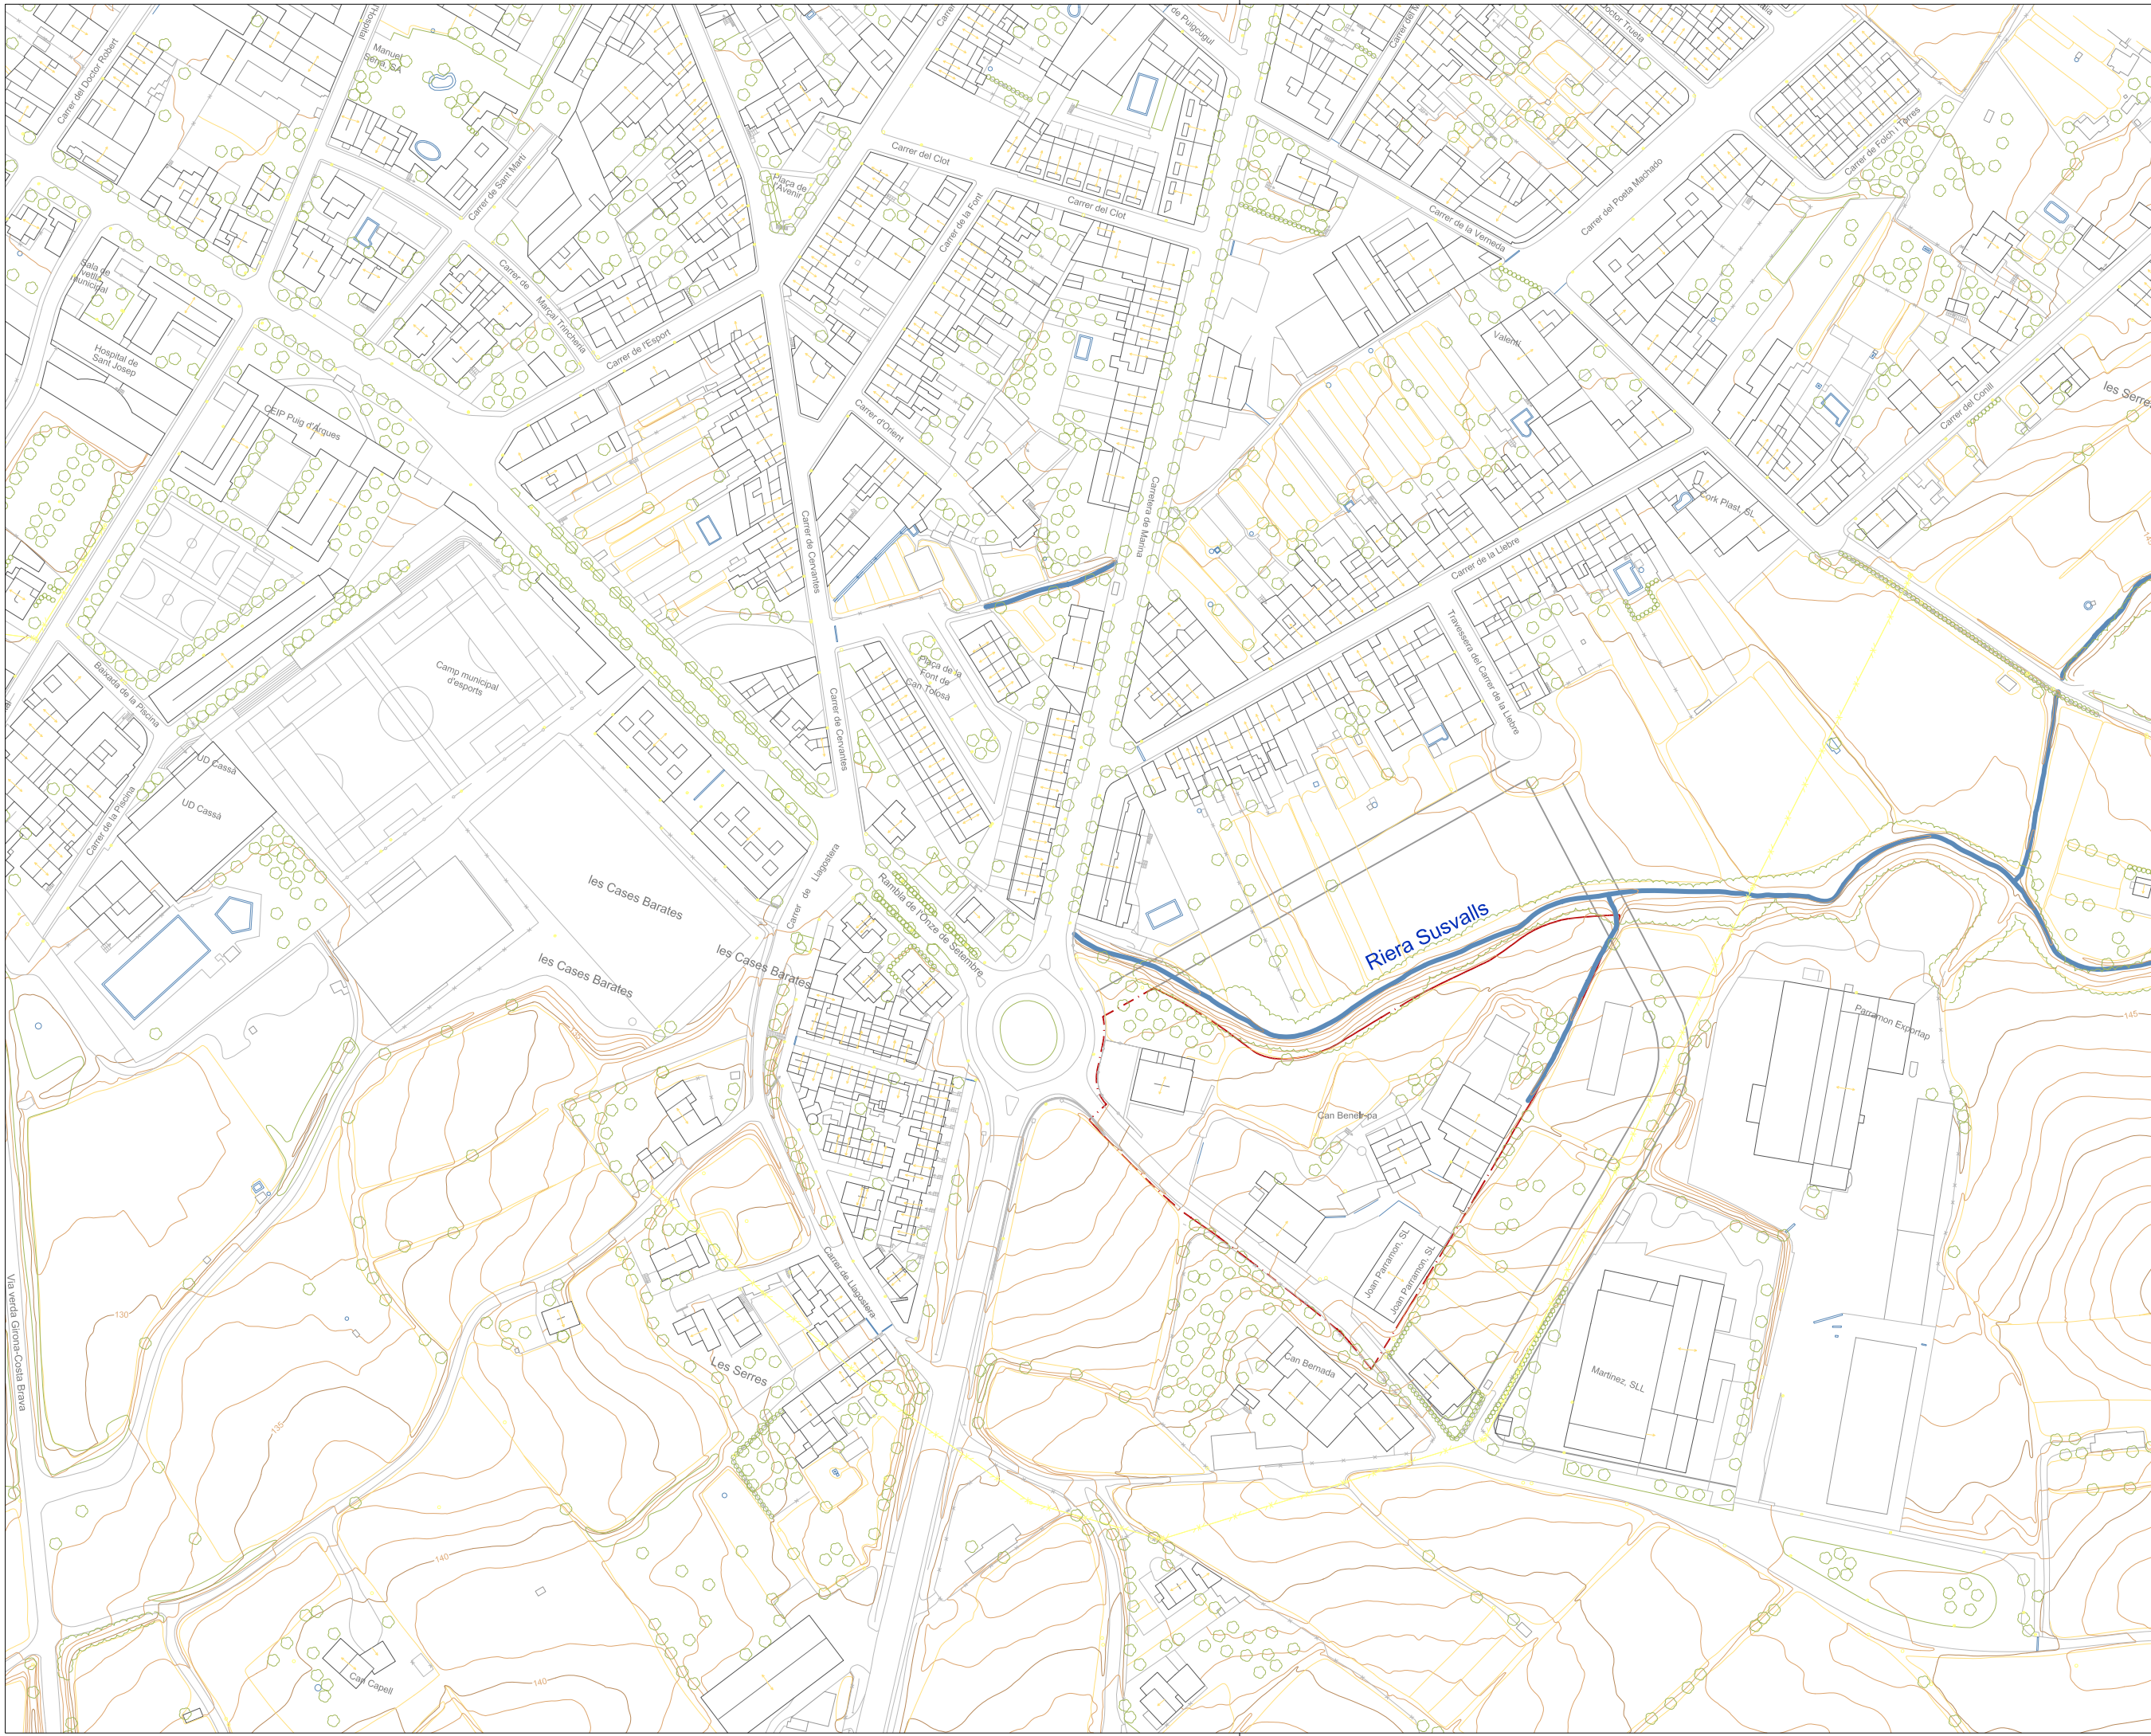 Carrer del Doctor Robert
Hospital
Manuel
Serra, SA
de Puigcugul
Doctor Trueta
Carrer del Clot
Carrer de Sant Martí
Plaça de
l'Avenir
Carrer de la Font
Carrer del Clot
Carrer de la Verneda
Carrer del Poeta Machado
Carrer de Folch i Torres
Sala de
municipal
Carrer de
Marçal Trinchería
Hospital de
Sant Josep
Carrer de l'Esport
Valentí
les Serres
CEIP Puig d'Arques
Carrer d'Orient
Carrer del Conill
Carretera de Marina
Cork Plast, SL
Carrer de Cervantes
Carrer de la Llebre
Travessera del Carrer de la Llebre
Baixada de la Piscina
Camp municipal
d'esports
Plaça de la
Font de
Can Tolosà
Carrer de Cervantes
UD Cassà
UD Cassà
Carrer de la Piscina
Carrer de Llagostera
les Cases Barates
Rambla de l'Onze de Setembre
les Cases Barates
les Cases Barates
Riera Susvalls
Parramon Exportap
145
130
Joan Parramon, SL
Joan Parramon, SL
Carrer de Llagostera
Les Serres
Can Bernada
Martinez, SLL
Via verda Girona-Costa Brava
130
135
140
140
Can Capell